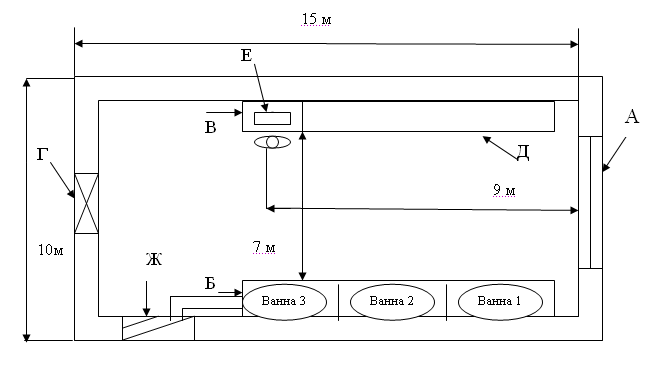 15 м
Е
В
А
Г
Д
9 м
10м
7 м
Ж
Б
Ванна 3
Ванна 2
Ванна 1